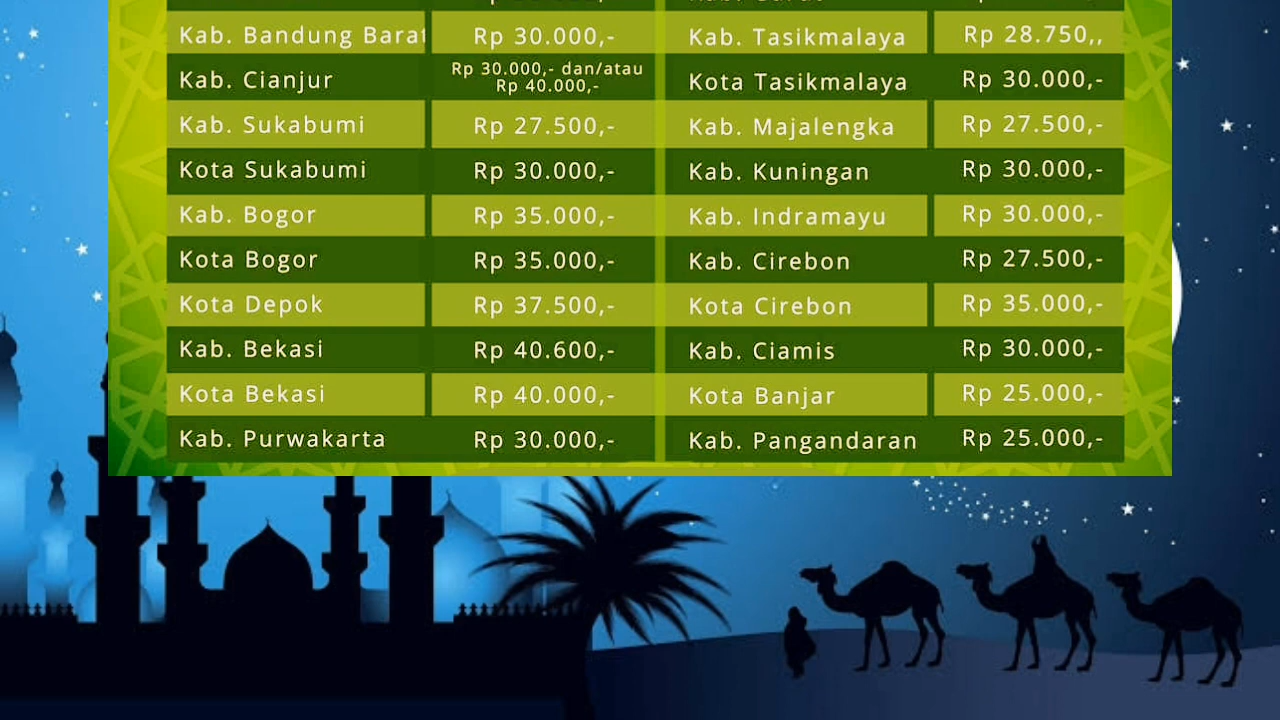 Kab. Bandung Barat Rp 30.000,- Kab. Tasikmalaya Rp 28.750,,
Kab. Cianjur Rp 30.000,- dan/atau
Rp 40.000,- Kota Tasikmalaya Rp 30.000,-
Kab. Sukabumi Rp 27.500,- Kab. Majalengka Rp 27.500,-
Kota Sukabumi Rp 30.000,- Kab. Kuningan Rp 30.000,-
Kab. Bogor Rp 35.000,- Kab. Indramayu Rp 30.000,-
Kota Bogor Rp 35.000,- Kab. Cirebon Rp 27.500,-
Kota Depok Rp 37.500,- Kota Cirebon Rp 35.000,-
Kab. Bekasi Rp 40.600,- Kab. Ciamis Rp 30.000,-
Kota Bekasi Rp 40.000,- Kota Banjar Rp 25.000,-
Kab. Purwakarta Rp 30.000,- Kab. Pangandaran Rp 25.000,-